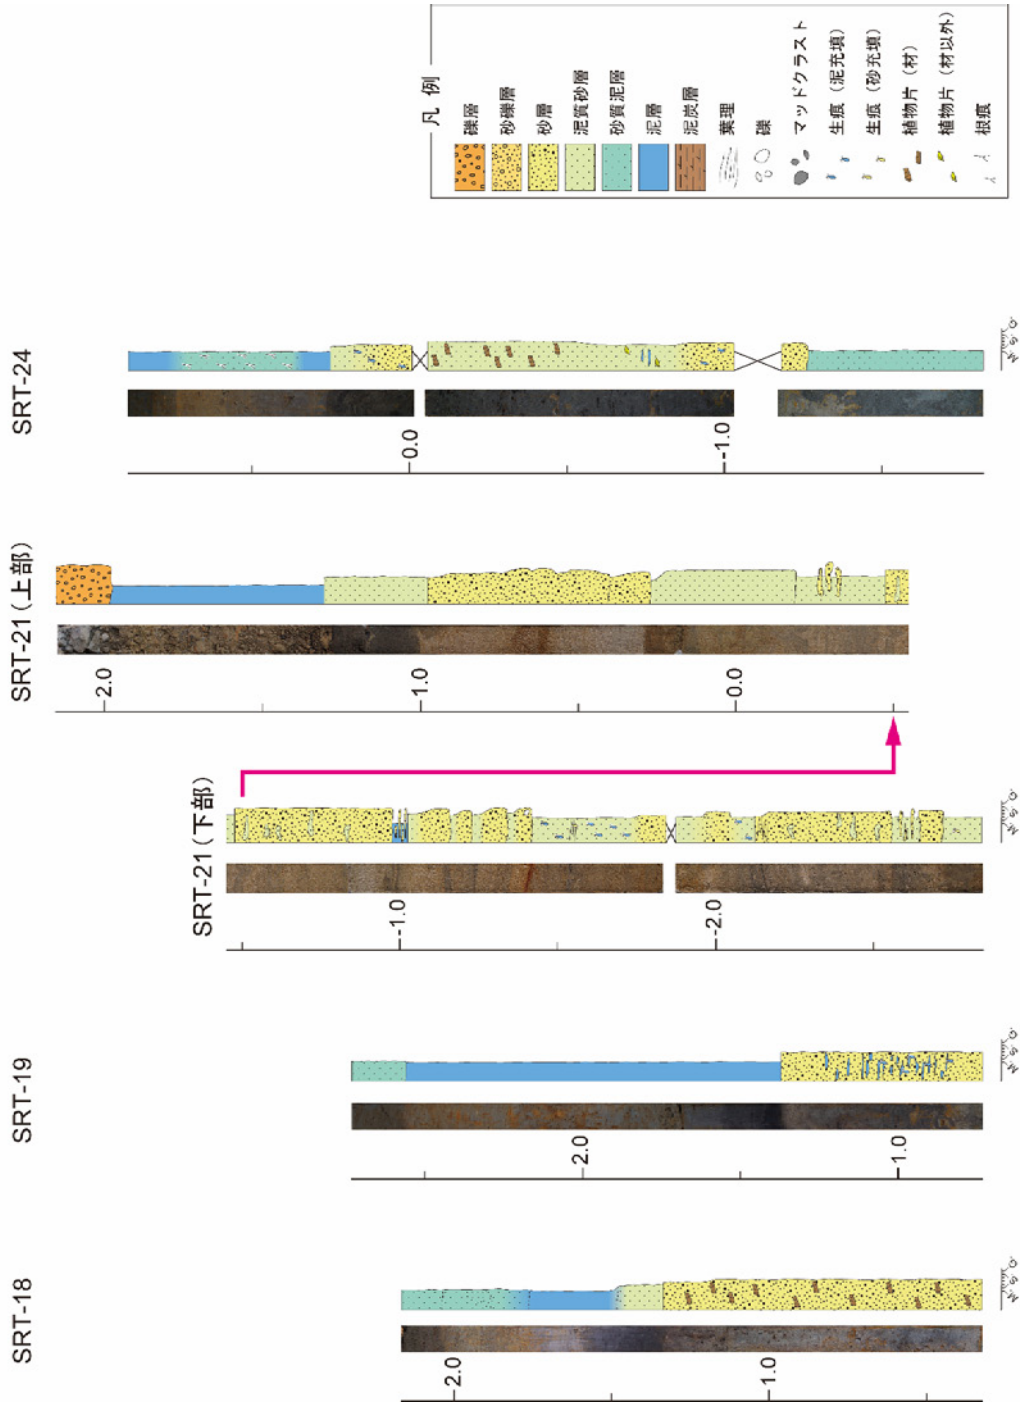 SRT-18
2.0
1.0
M. S. G.
SRT-19
2.0
1.0
M. S. G.
SRT-21 (下部)
-1.0
-2.0
M. S. G.
SRT-21 (上部)
2.0
1.0
0.0
SRT-24
0.0
-1.0
M. S. G.
凡 例
礫層
砂礫層
砂層
泥質砂層
砂質泥層
泥層
泥炭層
葉理
礫
マッドクラスト
生痕 (泥充填)
生痕 (砂充填)
植物片 (材)
植物片 (材以外)
根痕